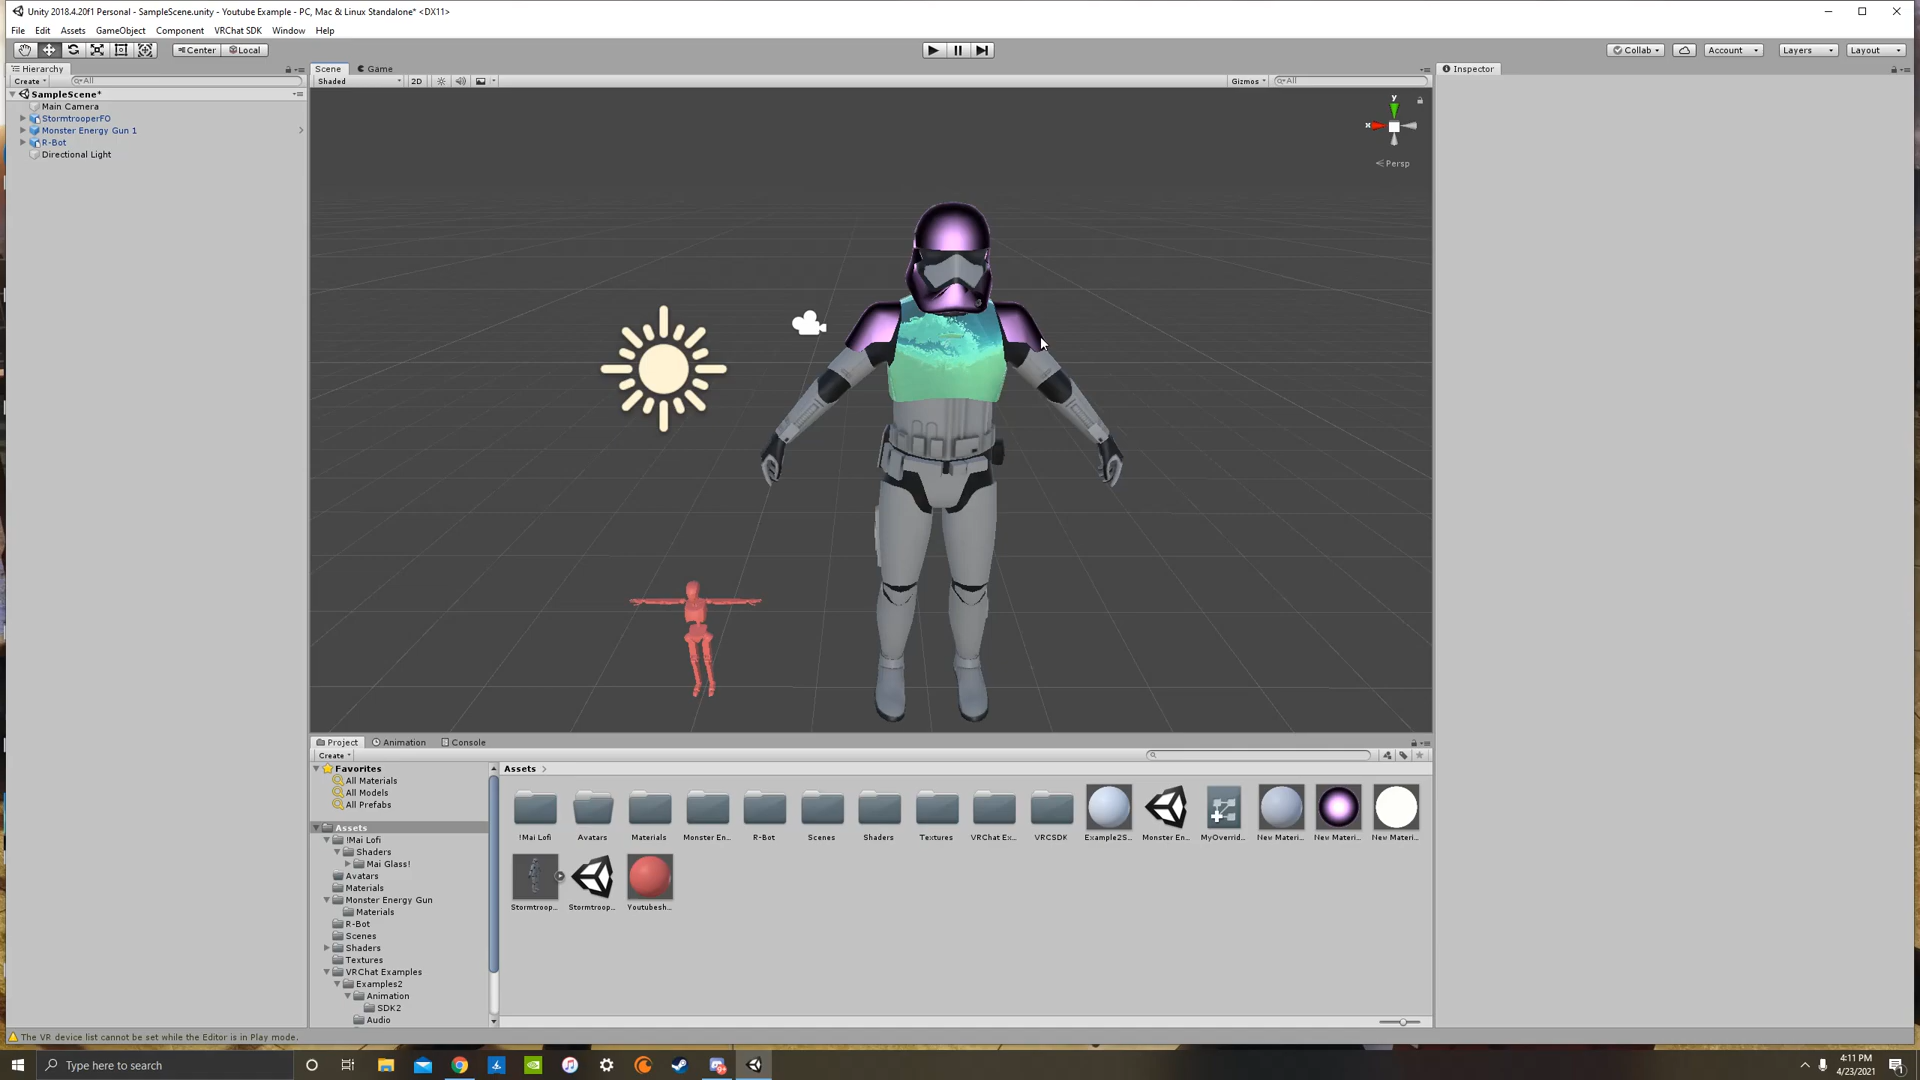 Unity 2018.4.20f1 Personal - SampleScene.unity - Youtube Example - PC, Mac & Linux Standalone* <DX11>
File Edit Assets GameObject Component VRChat SDK Window Help
Center Local Collab Account Layers Layout
Hierarchy Scene Game Inspector
Create All Shaded 2D Gizmos All
SampleScene*
Main Camera
StormtrooperFO
Monster Energy Gun 1
R-Bot
Directional Light
y
x
Persp
Project Animation Console
Create
Favorites
All Materials
All Models
All Prefabs
Assets
!Mai Lofi
Shaders
Mai Glass!
Avatars
Materials
Monster Energy Gun
Materials
R-Bot
Scenes
Shaders
Textures
VRChat Examples
Examples2
Animation
SDK2
Audio
Assets
!Mai Lofi Avatars Materials Monster En... R-Bot Scenes Shaders Textures VRChat Ex... VRCSDK Example2S... Monster En... MyOverrid... New Materi... New Materi... New Materi...
Stormtroop... Stormtroop... Youtubesh...
The VR device list cannot be set while the Editor is in Play mode.
Type here to search
4:11 PM
4/23/2021